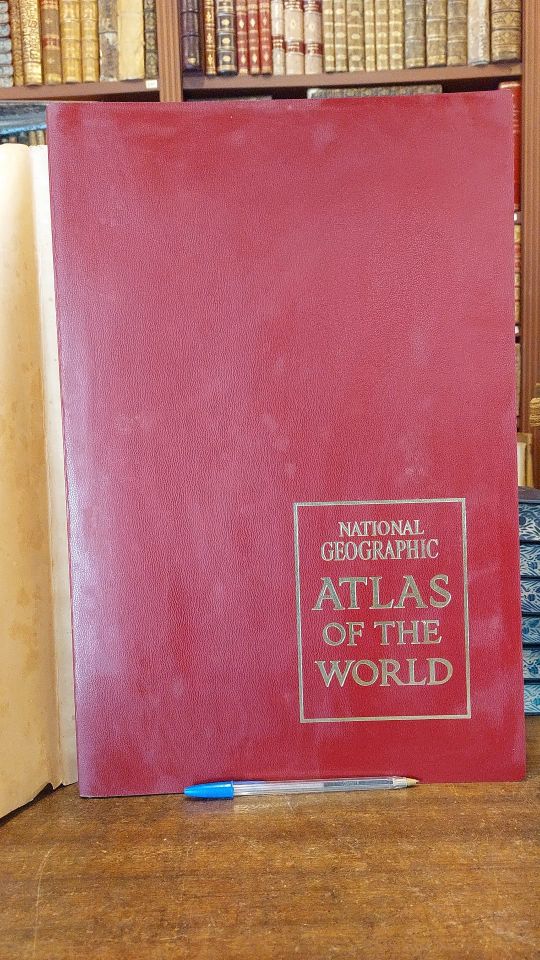 NATIONAL
GEOGRAPHIC
ATLAS
OF THE
WORLD